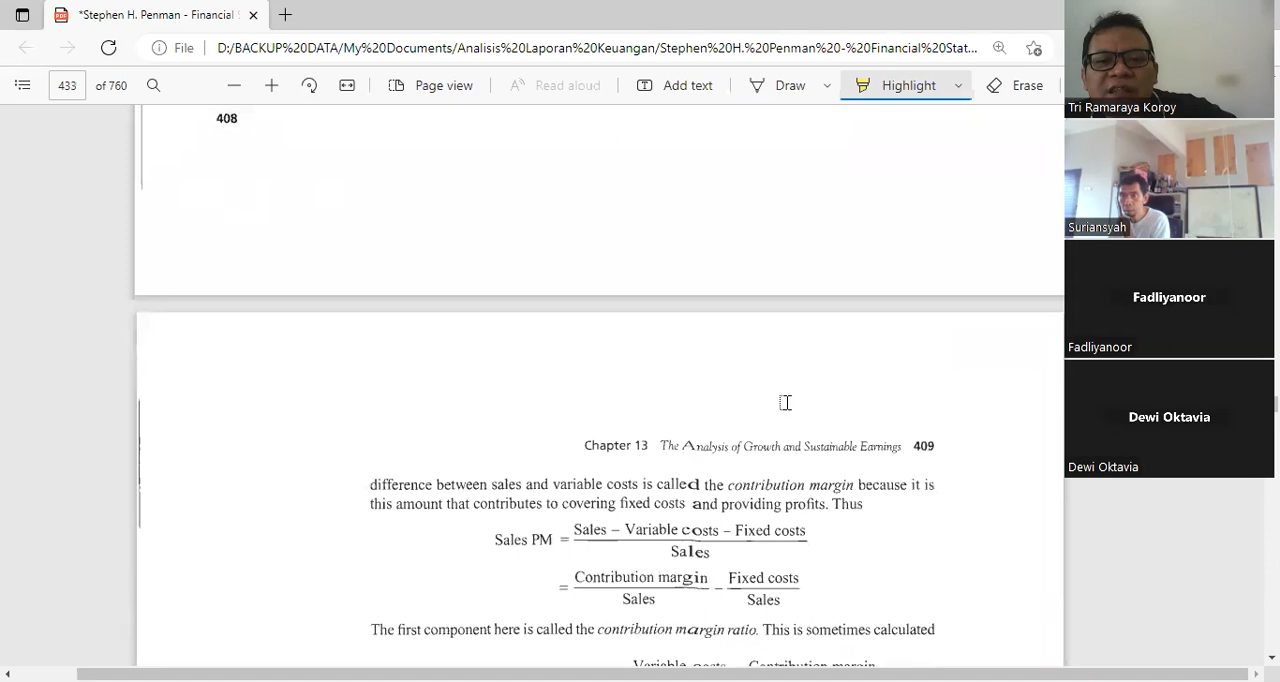 *Stephen H. Penman - Financial S
File D:/BACKUP%20DATA/My%20Documents/Analisis%20Laporan%20Keuangan/Stephen%20H.%20Penman%20-%20Financial%20Stat...
433 of 760 Page view Read aloud Add text Draw Highlight Erase
408
Chapter 13 The Analysis of Growth and Sustainable Earnings 409
difference between sales and variable costs is called the contribution margin because it is
this amount that contributes to covering fixed costs and providing profits. Thus
Sales PM = Sales – Variable costs – Fixed costs
Sales
= Contribution margin – Fixed costs
Sales Sales
The first component here is called the contribution margin ratio. This is sometimes calculated
Variable costs Contribution margin
Tri Ramaraya Koroy
Suriansyah
Fadliyanoor
Fadliyanoor
Dewi Oktavia
Dewi Oktavia